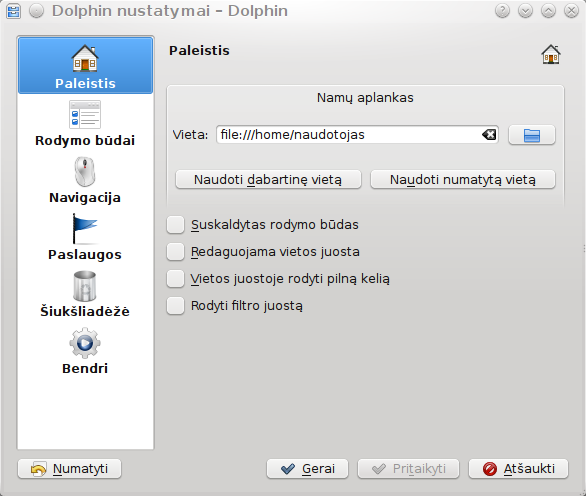 Dolphin nustatymai – Dolphin
Paleistis
Rodymo būdai
Navigacija
Paslaugos
Šiukšliadėžė
Bendri
Paleistis
Namų aplankas
Vieta: file:///home/naudotojas
Naudoti dabartinę vietą Naudoti numatytą vietą
Suskaldytas rodymo būdas
Redaguojama vietos juosta
Vietos juostoje rodyti pilną kelią
Rodyti filtro juostą
Numatyti Gerai Pritaikyti Atšaukti